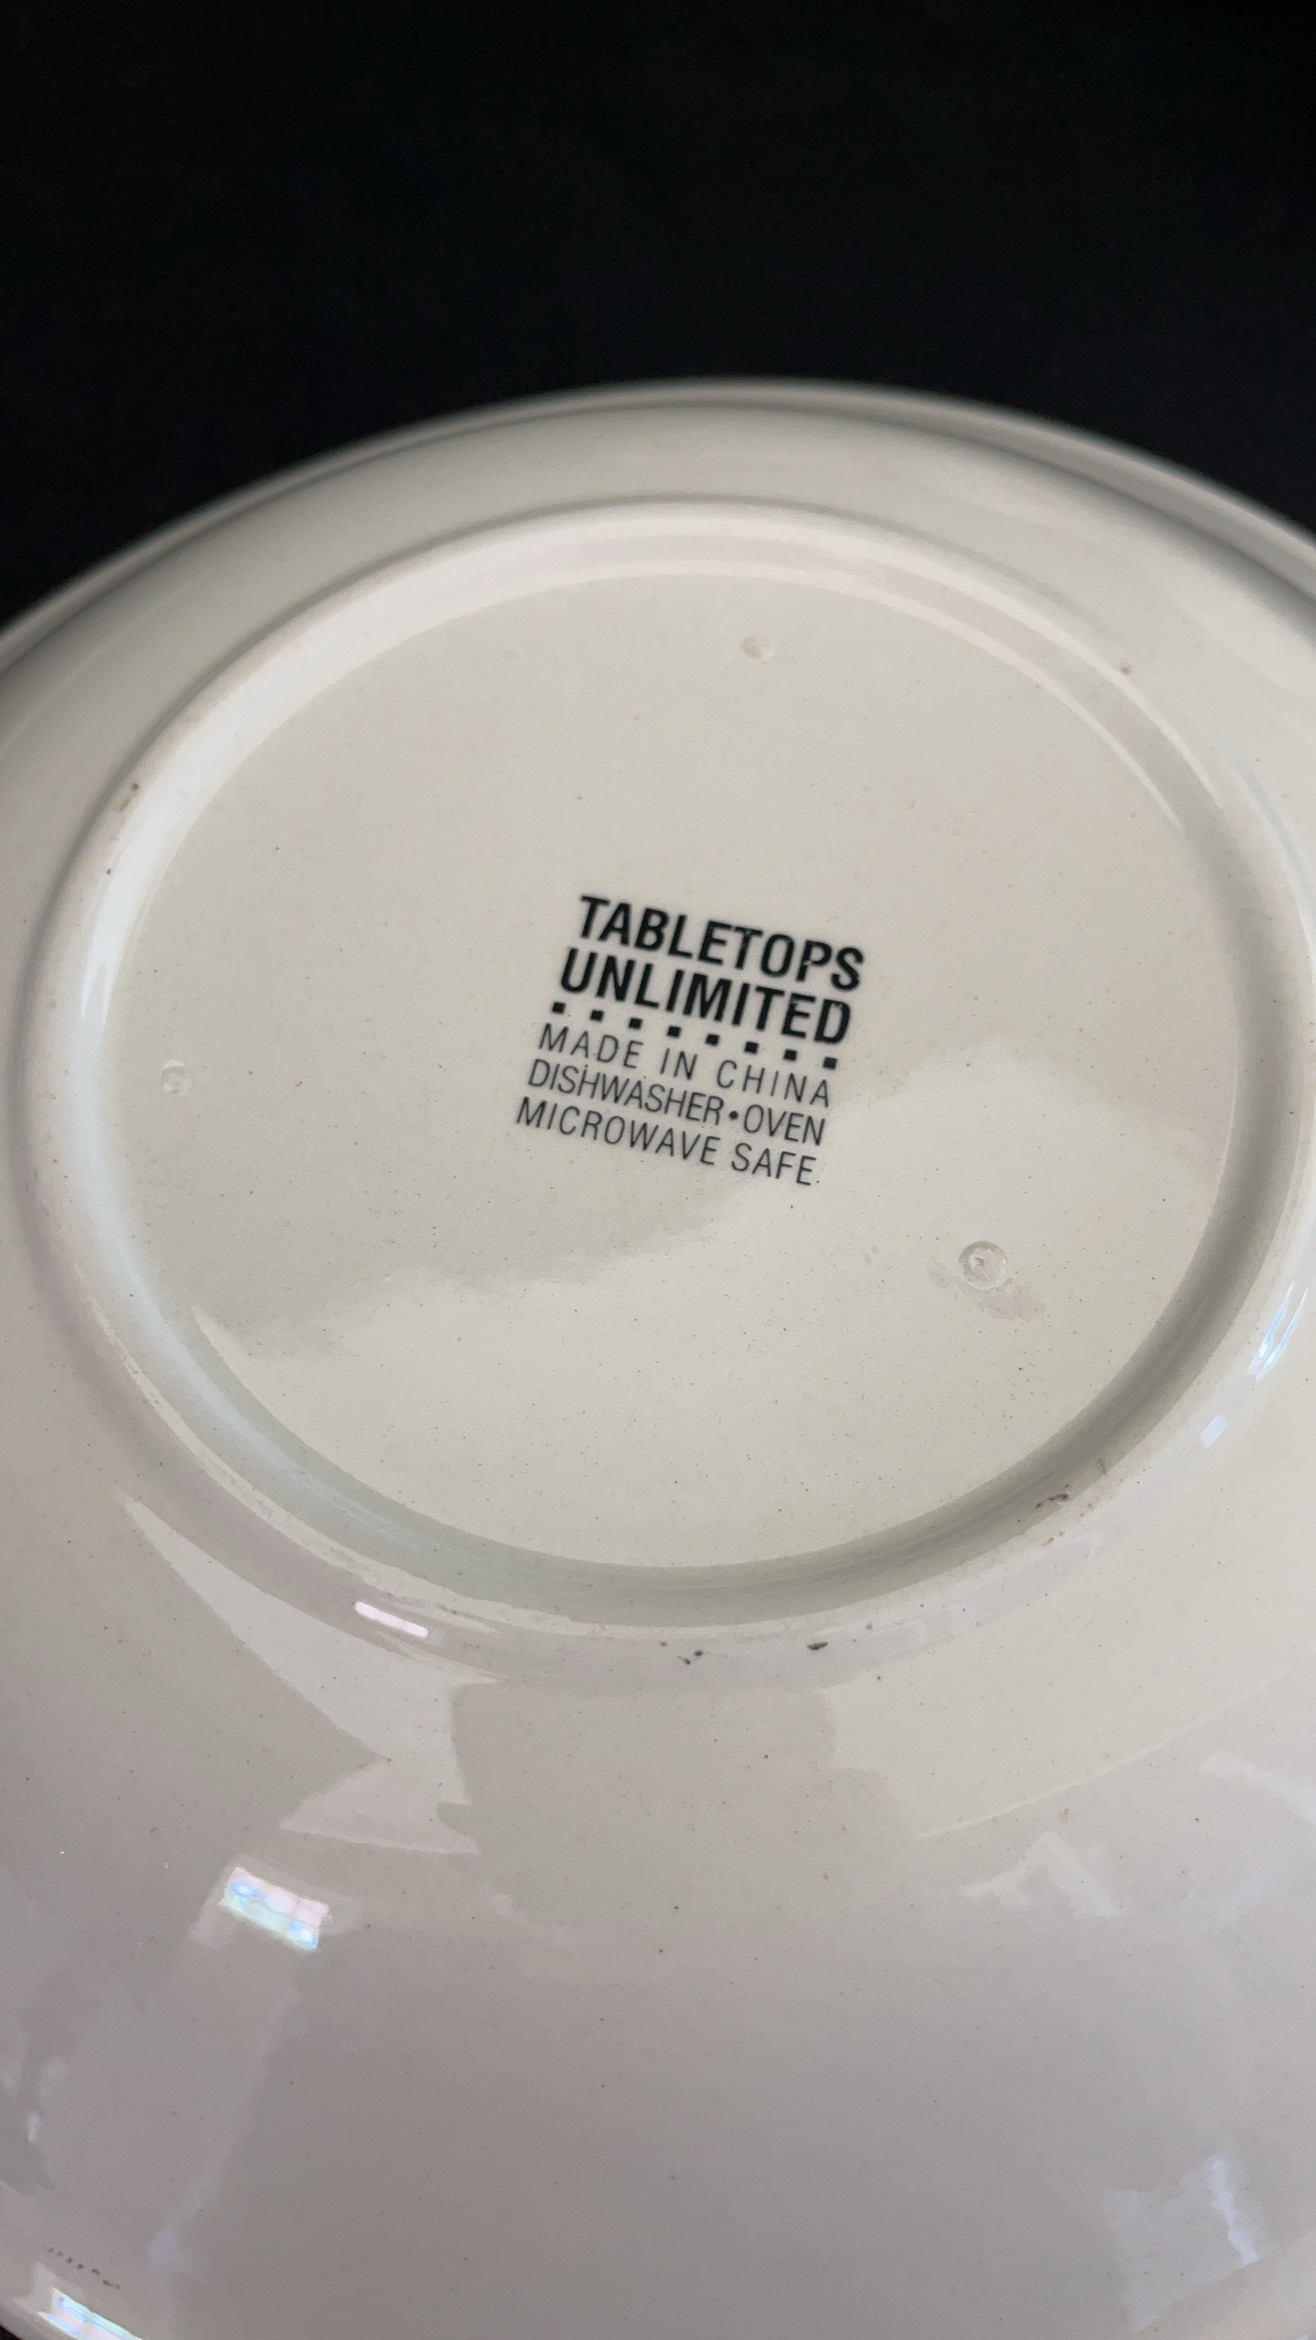 TABLETOPS
UNLIMITED
MADE IN CHINA
DISHWASHER•OVEN
MICROWAVE SAFE